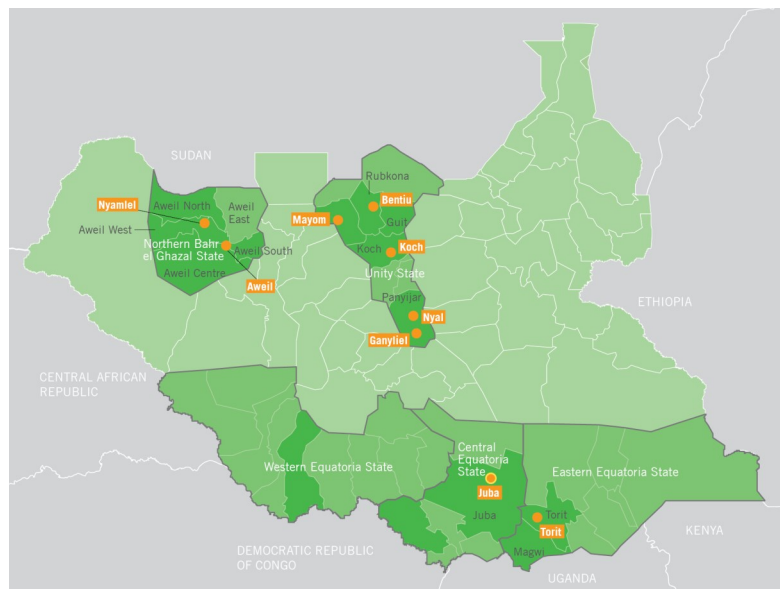 SUDAN
Rubkona
Bentiu
Nyamlel
Aweil North
Aweil
East
Mayom
Guit
Aweil West
Northern Bahr
el Ghazal State
Aweil South
Koch
Koch
Aweil Centre
Unity State
Aweil
Panyijar
ETHIOPIA
Nyal
Ganyliel
CENTRAL AFRICAN
REPUBLIC
Central
Equatoria
State
Western Equatoria State
Eastern Equatoria State
Juba
Juba
Torit
Torit
KENYA
DEMOCRATIC REPUBLIC
OF CONGO
Magwi
UGANDA